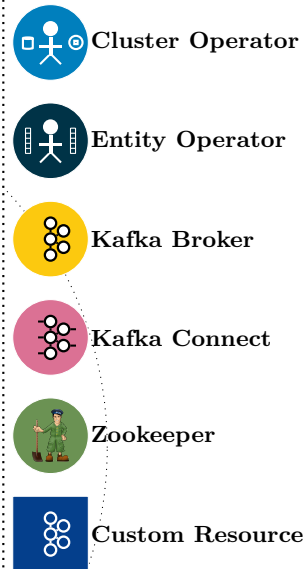 Cluster Operator
Entity Operator
Kafka Broker
Kafka Connect
Zookeeper
Custom Resource